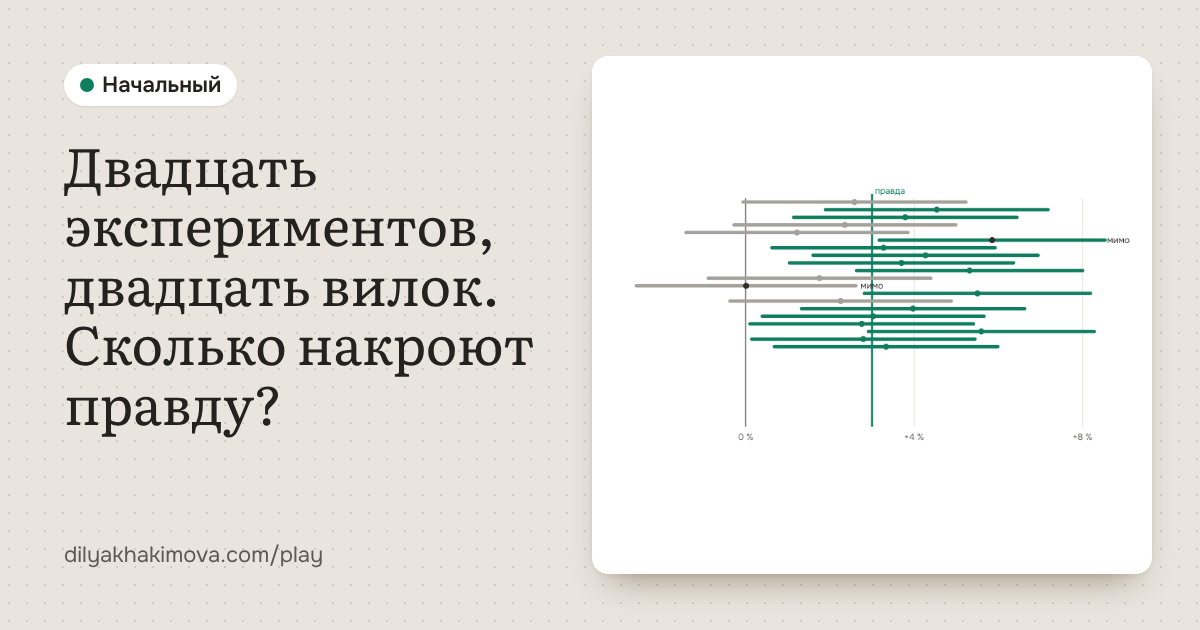 Начальный
Двадцать
экспериментов,
двадцать вилок.
Сколько накроют
правду?
dilyakhakimova.com/play
правда
мимо
мимо
0 %
+4 %
+8 %